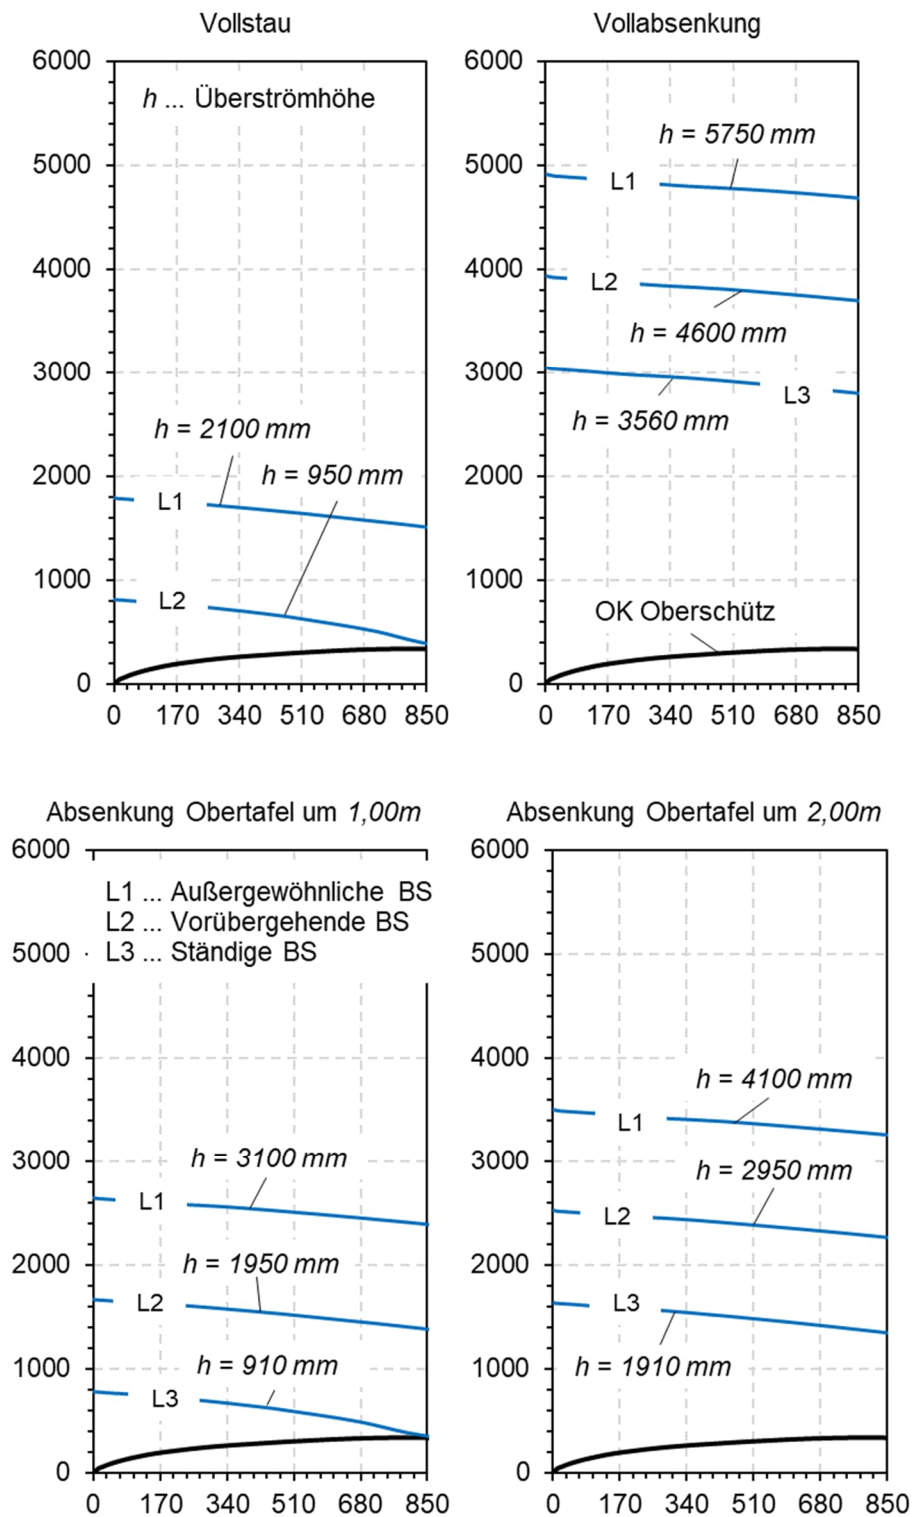 Vollstau
6000
5000
4000
3000
2000
1000
0
h ... Überströmhöhe
h = 2100 mm
h = 950 mm
L1
L2
0 170 340 510 680 850
Vollabsenkung
6000
5000
4000
3000
2000
1000
0
h = 5750 mm
L1
L2
h = 4600 mm
L3
h = 3560 mm
OK Oberschütz
0 170 340 510 680 850
Absenkung Obertafel um 1,00m
6000
5000
4000
3000
2000
1000
0
L1 ... Außergewöhnliche BS
L2 ... Vorübergehende BS
L3 ... Ständige BS
h = 3100 mm
L1
h = 1950 mm
L2
h = 910 mm
L3
0 170 340 510 680 850
Absenkung Obertafel um 2,00m
6000
5000
4000
3000
2000
1000
0
h = 4100 mm
L1
h = 2950 mm
L2
L3
h = 1910 mm
0 170 340 510 680 850